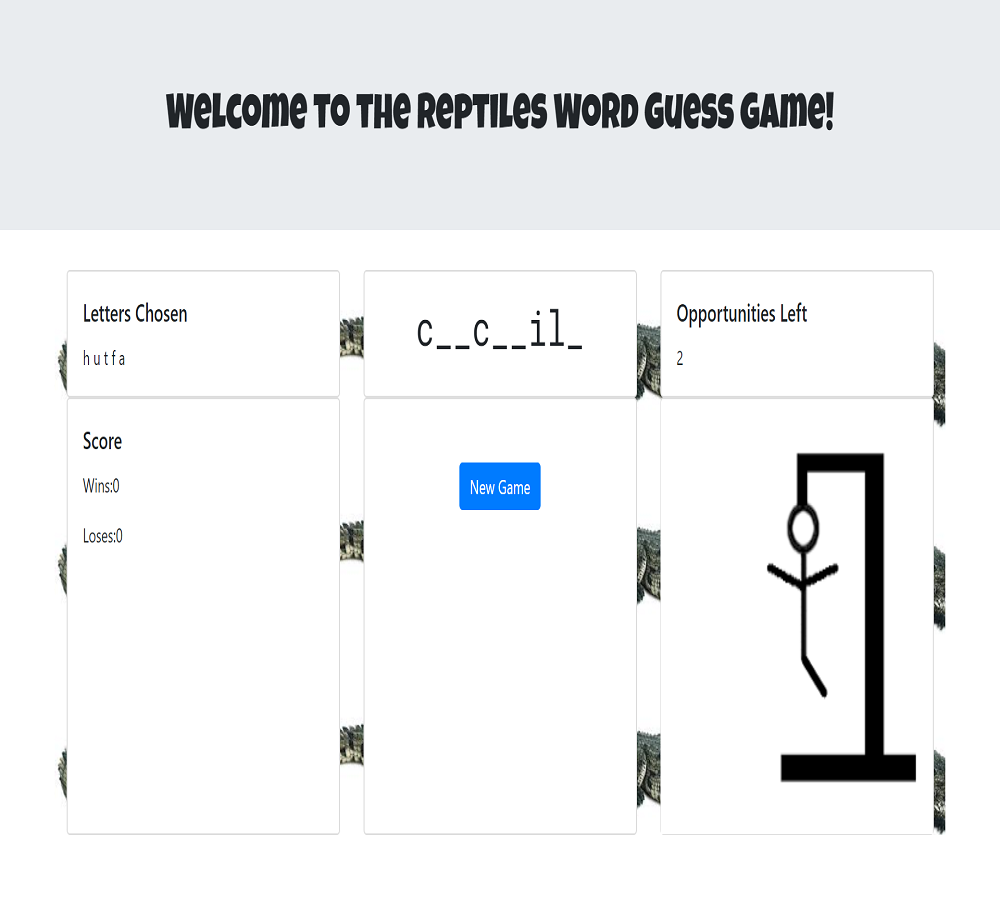 Welcome to the Reptiles Word Guess Game!
Letters Chosen
h u t f a
c__c__il_
Opportunities Left
2
Score
Wins:0
Loses:0
New Game